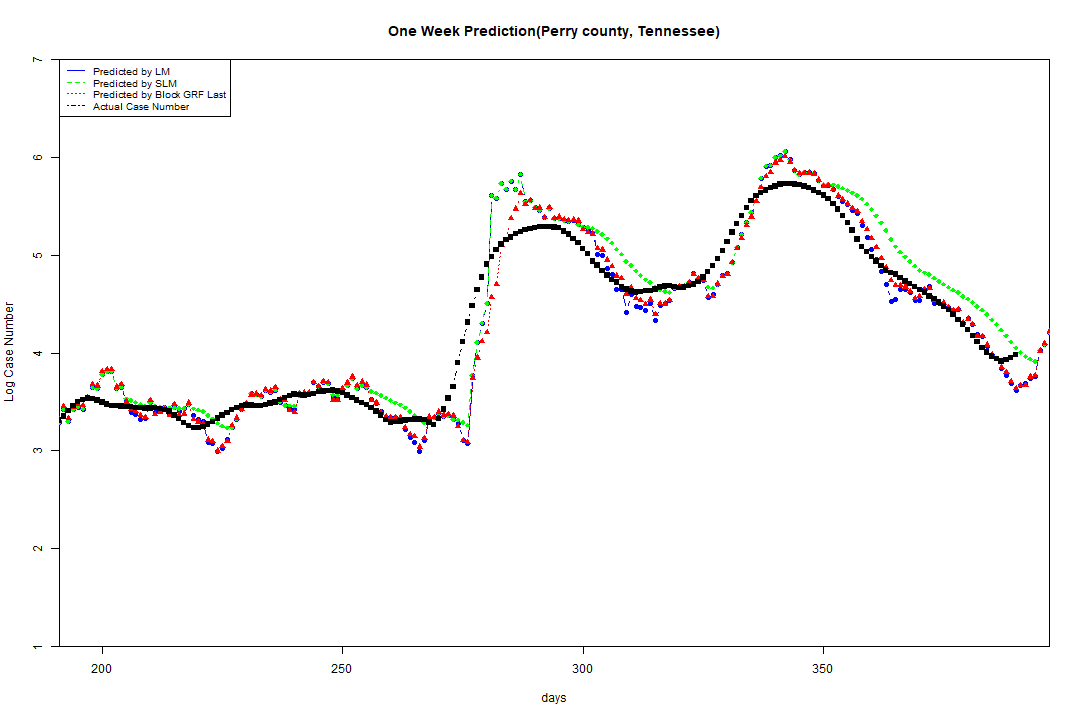 One Week Prediction(Perry county, Tennessee)
Predicted by LM
Predicted by SLM
Predicted by Block GRF Last
Actual Case Number
Log Case Number
7
6
5
4
3
2
1
200 250 300 350
days